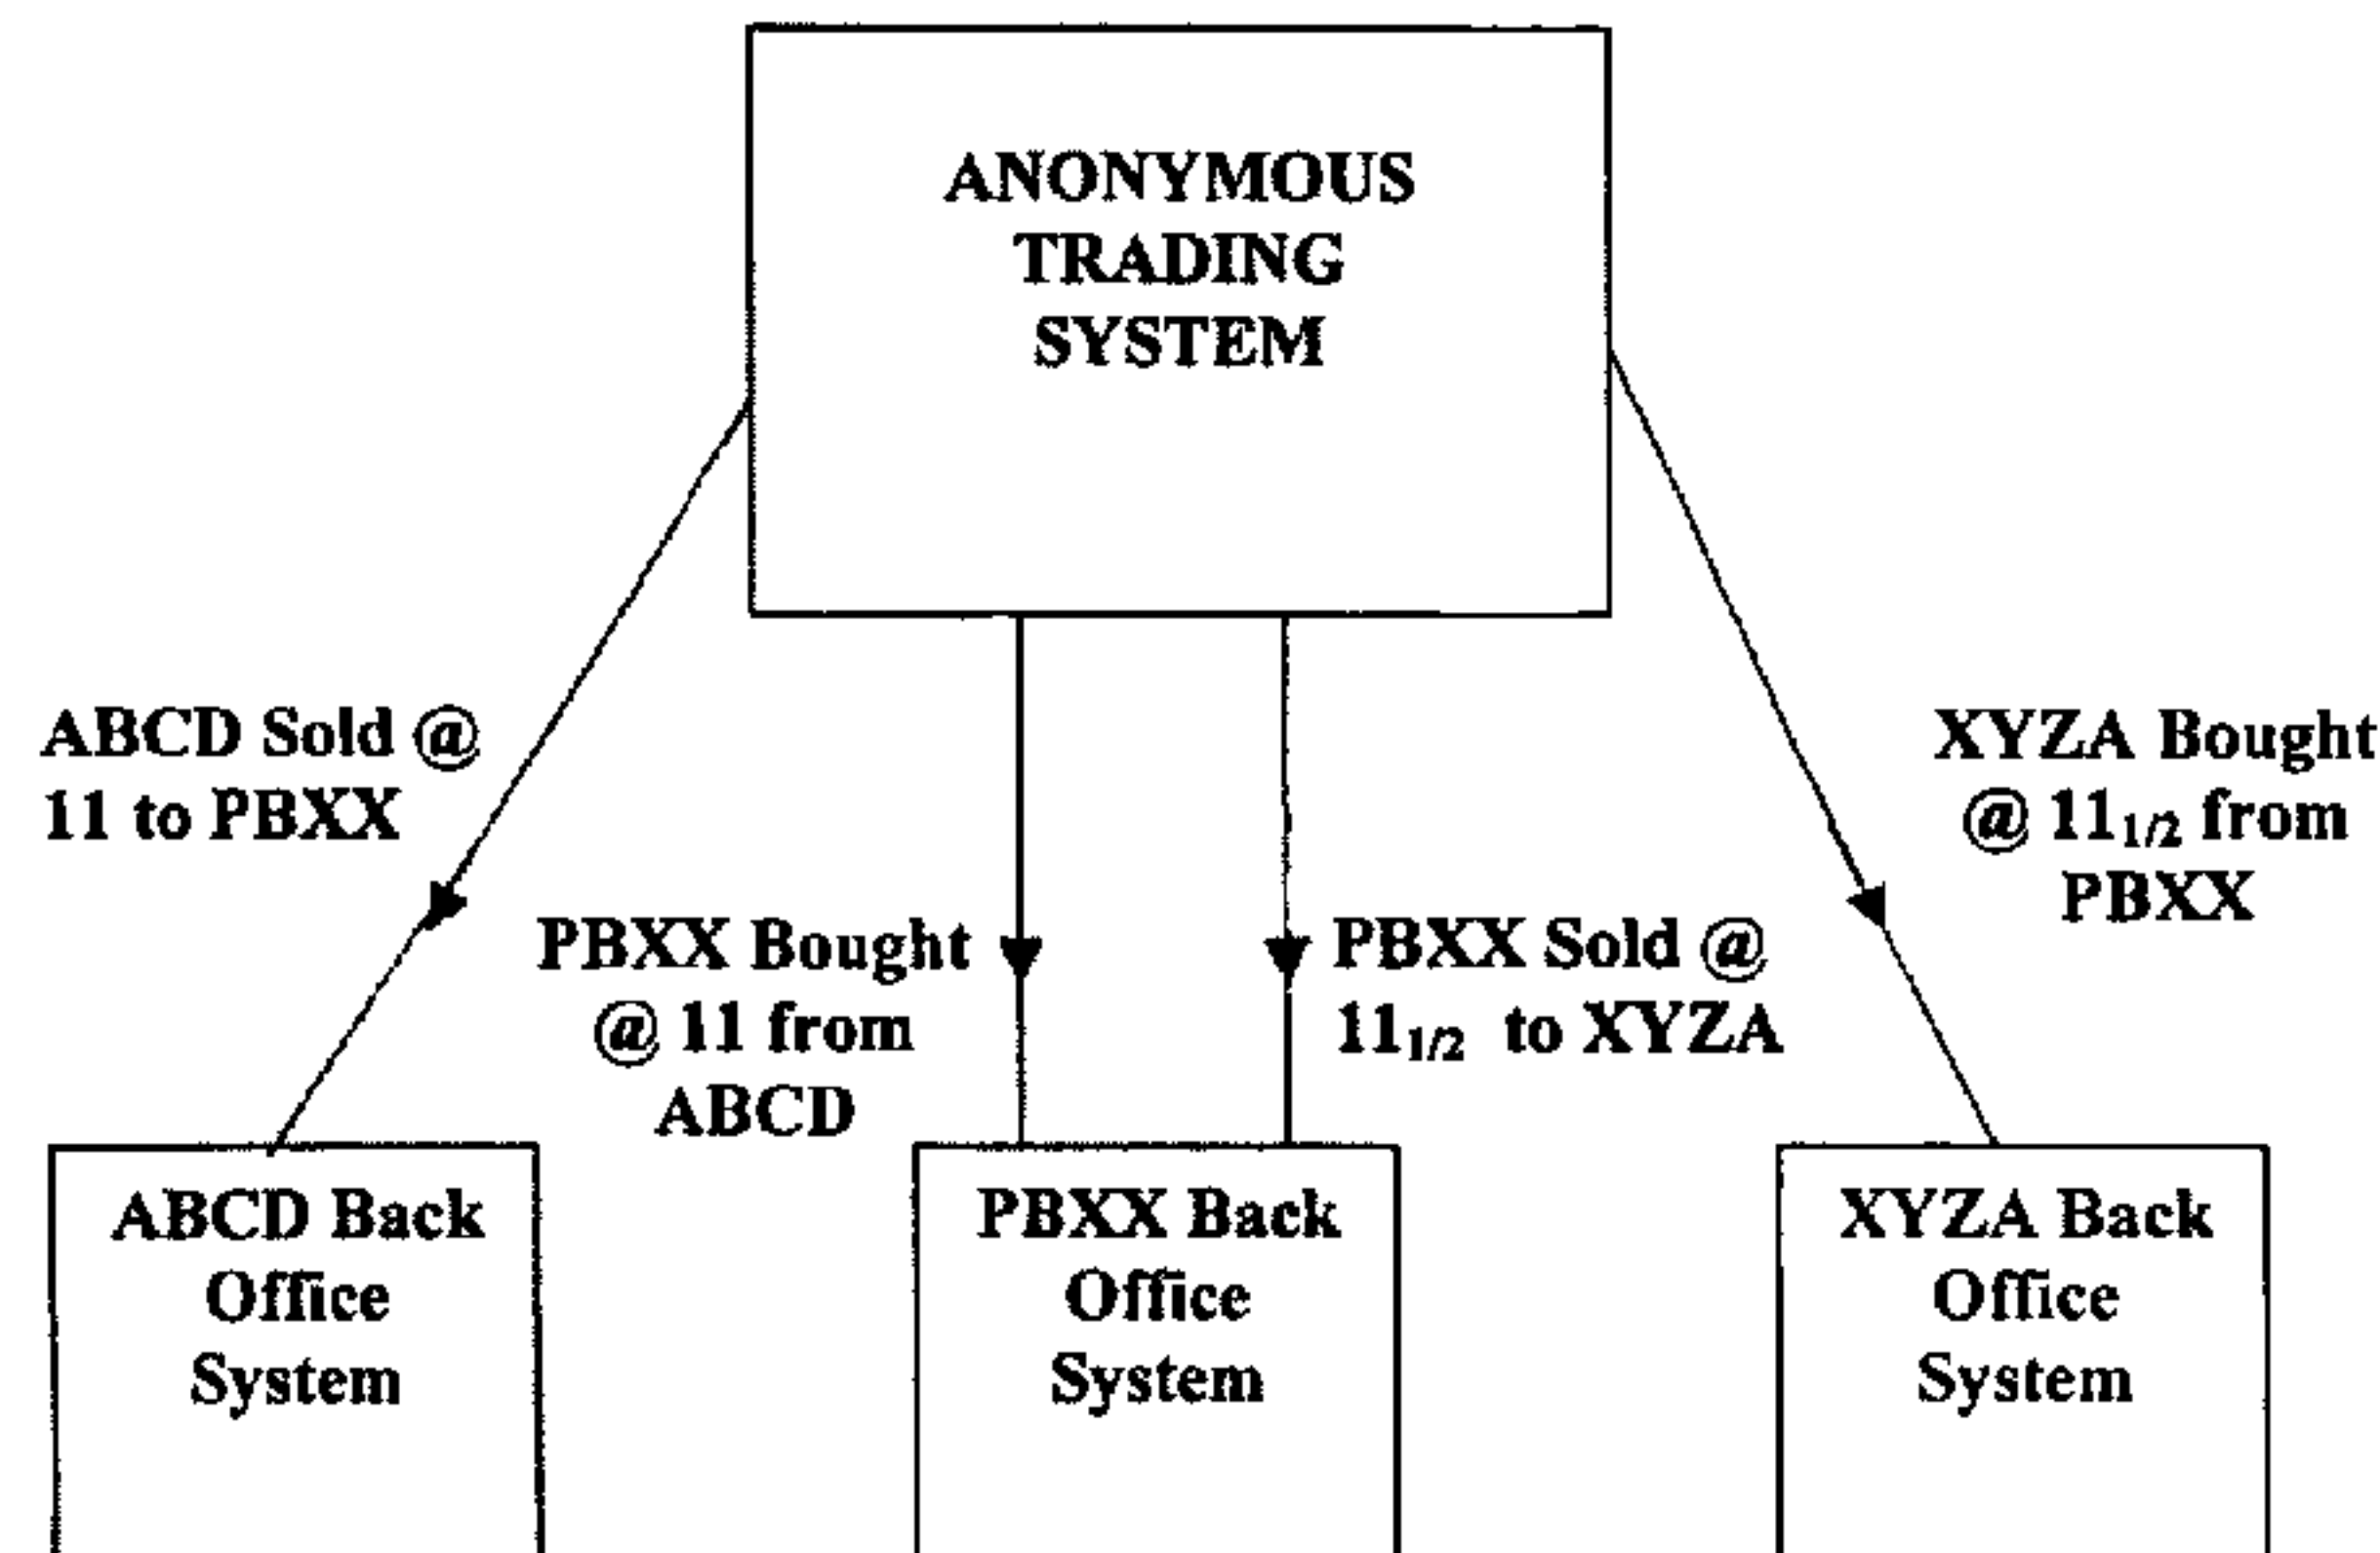 ANONYMOUS
TRADING
SYSTEM
ABCD Sold @
11 to PBXX
PBXX Bought
@ 11 from
ABCD
PBXX Sold @
11 1/2 to XYZA
XYZA Bought
@ 11 1/2 from
PBXX
ABCD Back
Office
System
PBXX Back
Office
System
XYZA Back
Office
System